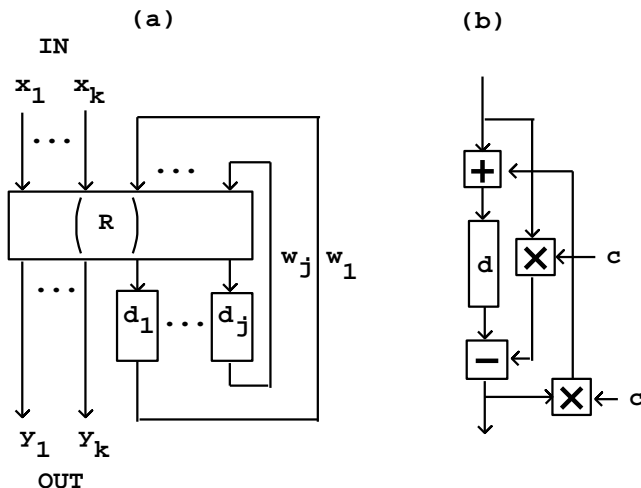 (a) (b)
IN
x1 xk
... ...
( R )
wj w1
... d1 ... dj
y1 yk
OUT
+
d × c
−
× c